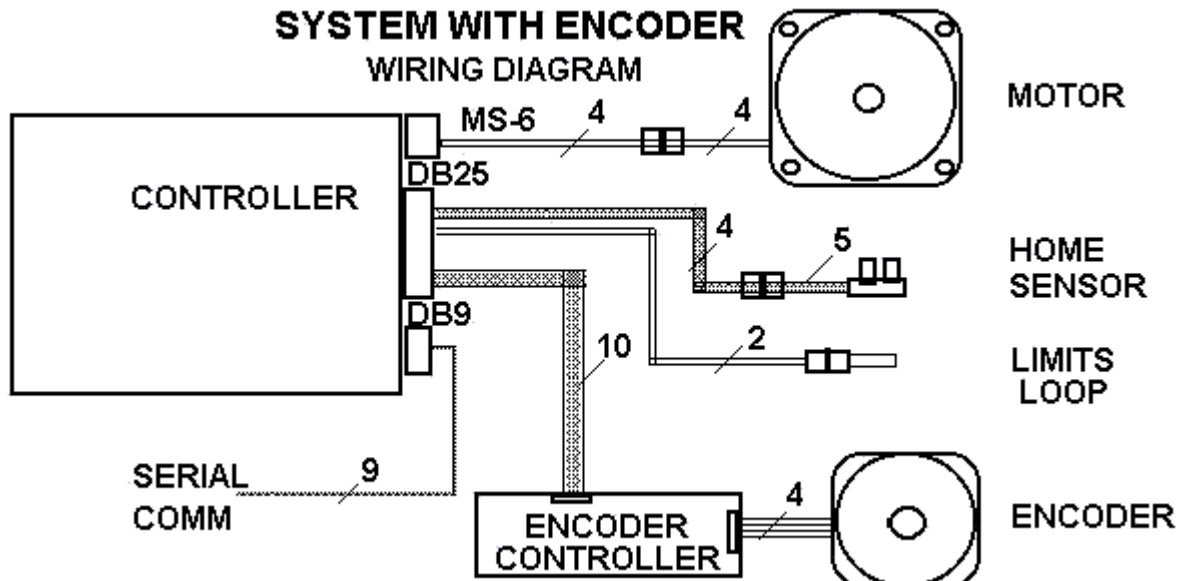 SYSTEM WITH ENCODER
WIRING DIAGRAM
MOTOR
MS-6
4
4
DB25
CONTROLLER
4
5
HOME
SENSOR
DB9
10
2
LIMITS
LOOP
SERIAL
COMM
9
4
ENCODER
CONTROLLER
ENCODER